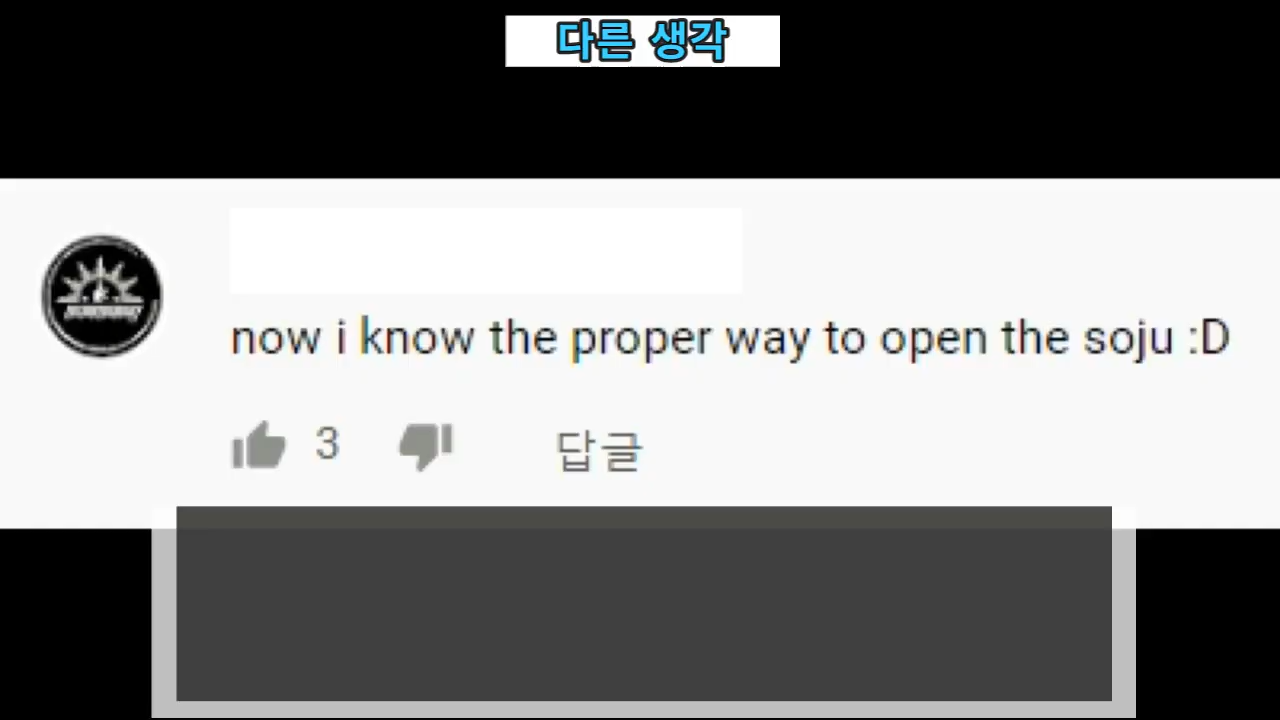 다른 생각
now i know the proper way to open the soju :D
3
답글